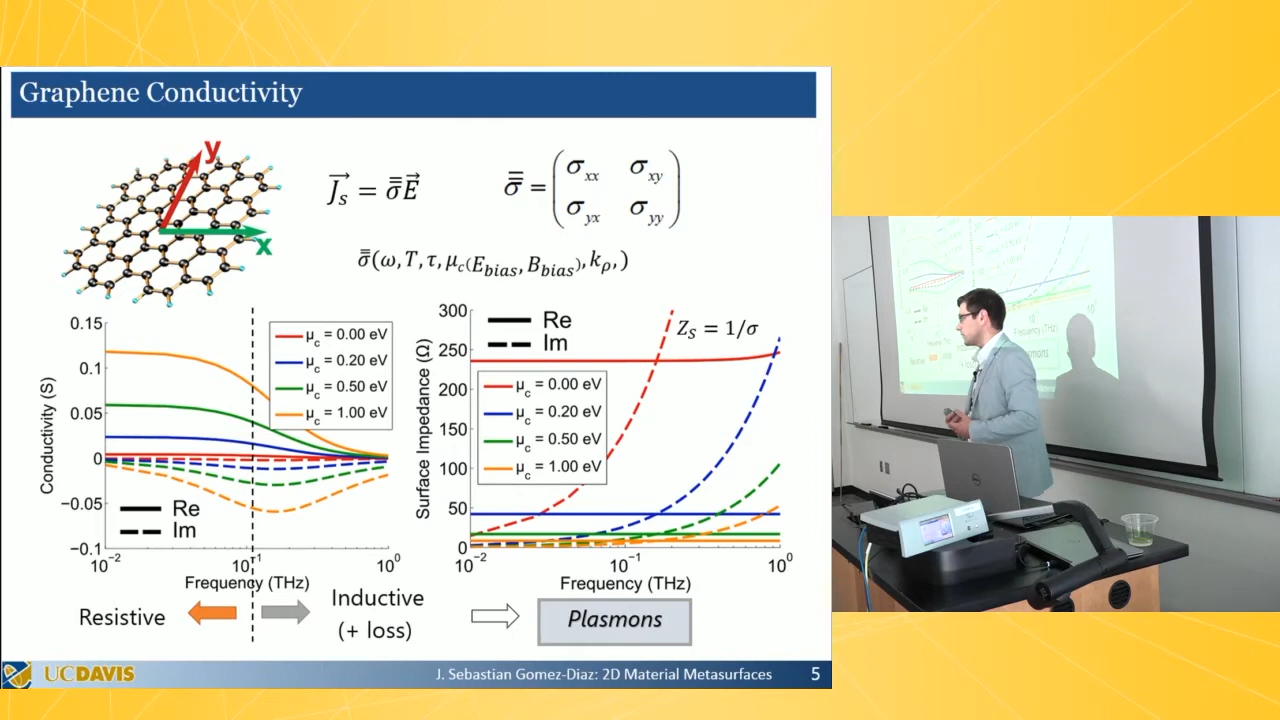 Graphene Conductivity
y
x
J⃗s = σ̿E⃗
σ̿ = (σxx σxy
σyx σyy)
σ̿(ω, T, τ, μc(Ebias, Bbias), kρ, )
0.15
0.1
0.05
0
−0.05
−0.1
Conductivity (S)
μc = 0.00 eV
μc = 0.20 eV
μc = 0.50 eV
μc = 1.00 eV
Re
Im
10⁻² 10⁻¹ 10⁰
Frequency (THz)
300
250
200
150
100
50
0
Surface Impedance (Ω)
Re
Im
Zs = 1/σ
μc = 0.00 eV
μc = 0.20 eV
μc = 0.50 eV
μc = 1.00 eV
10⁻² 10⁻¹ 10⁰
Frequency (THz)
Resistive
Inductive
(+ loss)
Plasmons
UCDAVIS
J. Sebastian Gomez-Diaz: 2D Material Metasurfaces 5